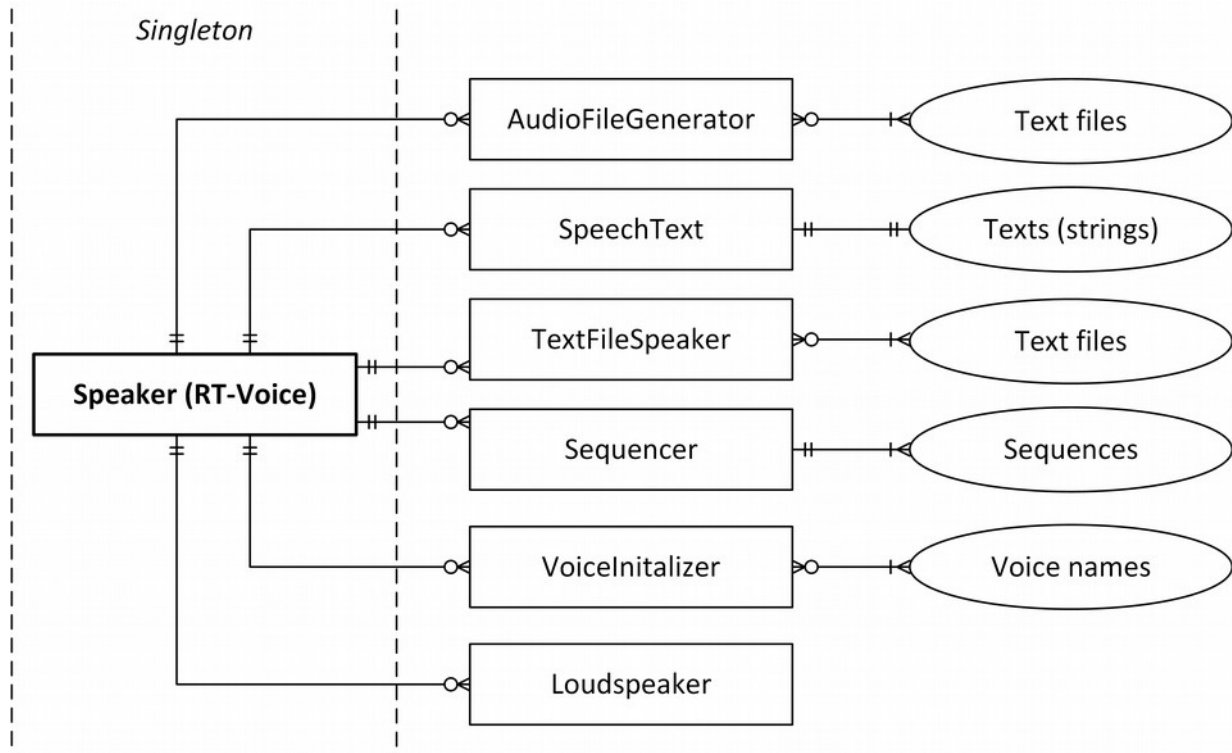 Singleton
AudioFileGenerator
Text files
SpeechText
Texts (strings)
TextFileSpeaker
Text files
Speaker (RT-Voice)
Sequencer
Sequences
VoiceInitalizer
Voice names
Loudspeaker